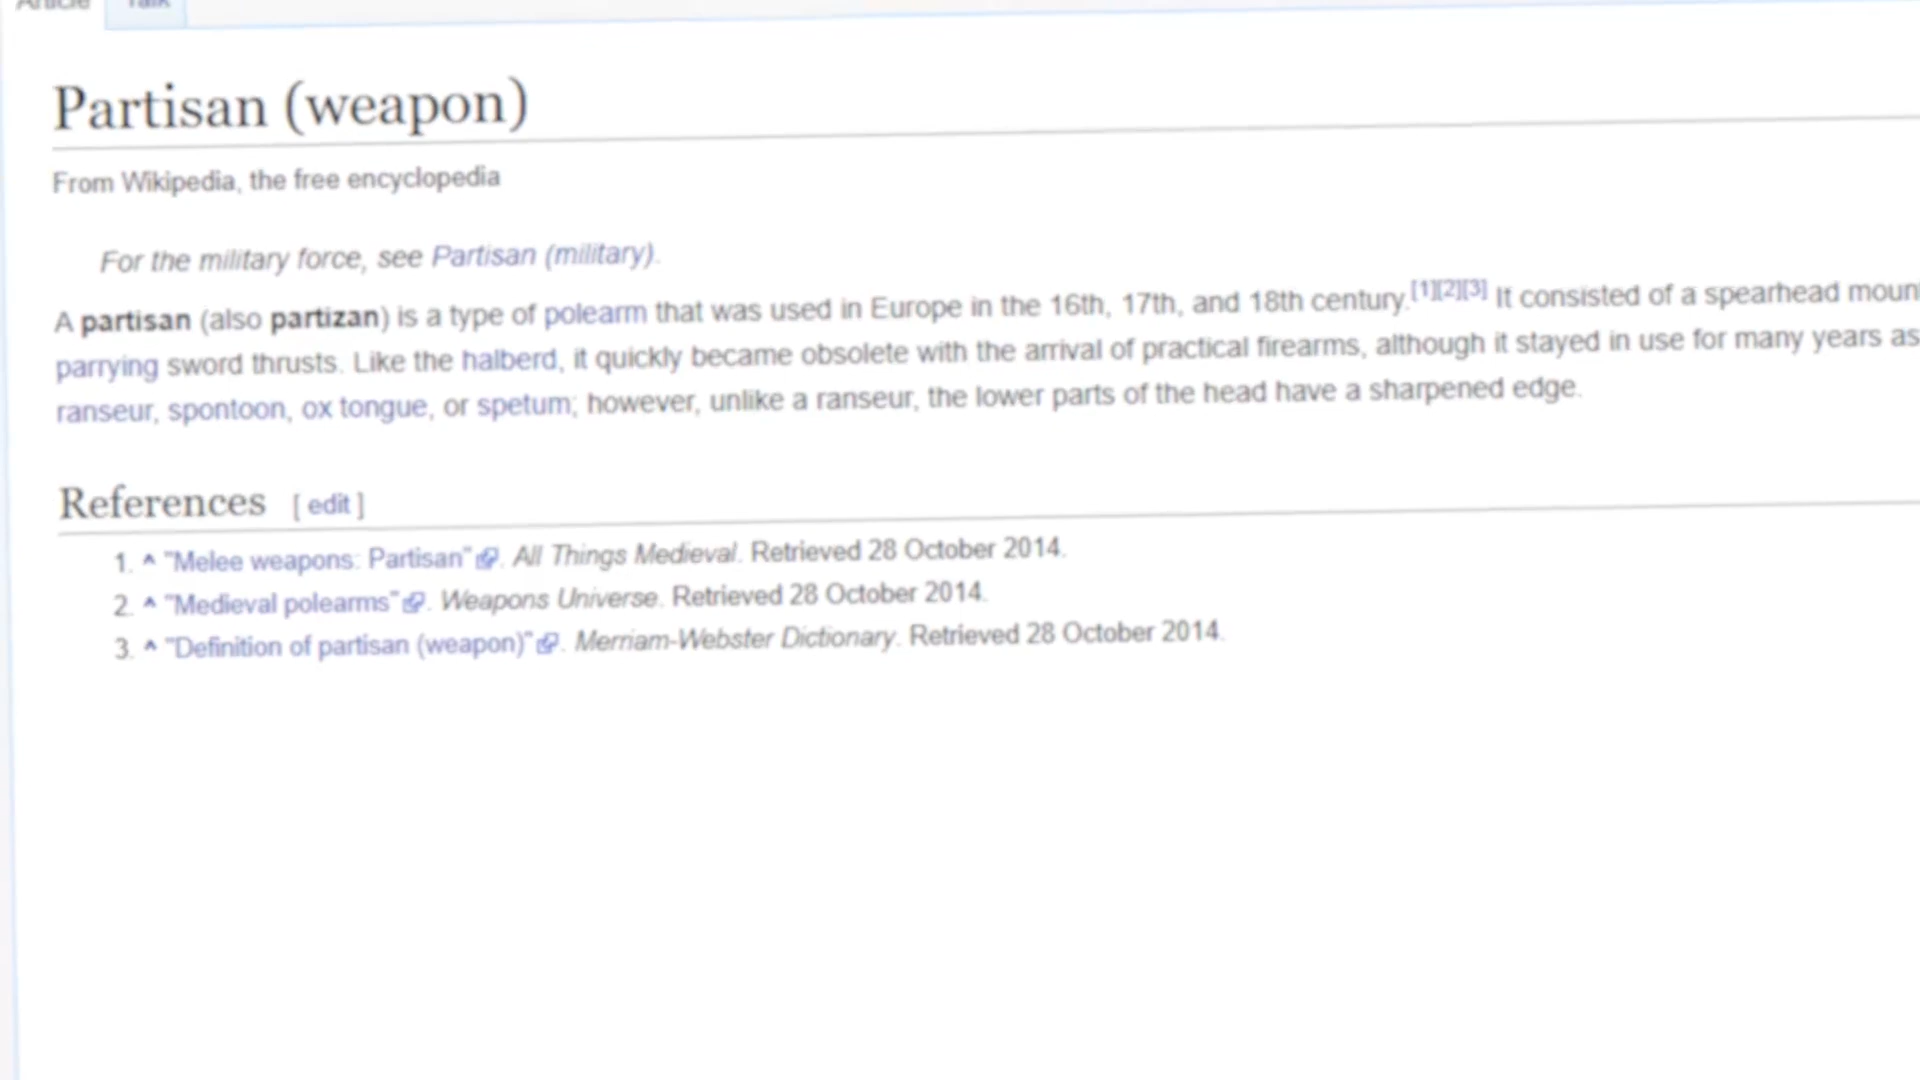 Article Talk
Partisan (weapon)
From Wikipedia, the free encyclopedia
For the military force, see Partisan (military).
A partisan (also partizan) is a type of polearm that was used in Europe in the 16th, 17th, and 18th century.[1][2][3] It consisted of a spearhead
parrying sword thrusts. Like the halberd, it quickly became obsolete with the arrival of practical firearms, although it stayed in use for many years as
ranseur, spontoon, ox tongue, or spetum; however, unlike a ranseur, the lower parts of the head have a sharpened edge.
References [ edit ]
1. ^ "Melee weapons: Partisan" . All Things Medieval. Retrieved 28 October 2014.
2. ^ "Medieval polearms" . Weapons Universe. Retrieved 28 October 2014.
3. ^ "Definition of partisan (weapon)" . Merriam-Webster Dictionary. Retrieved 28 October 2014.